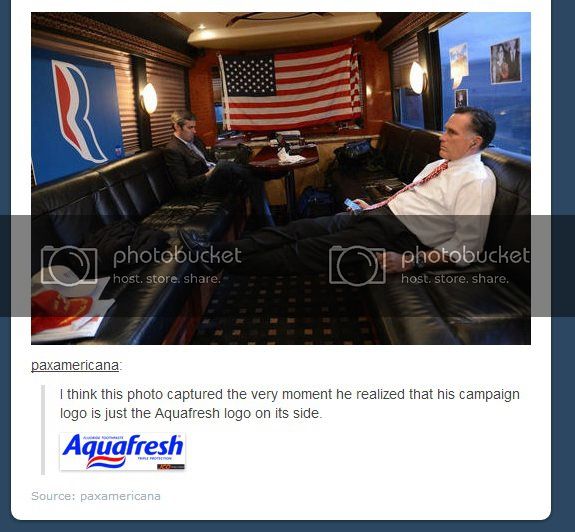 photobucket
host. store. share.
photobucket
host. store. share.
paxamericana:
I think this photo captured the very moment he realized that his campaign
logo is just the Aquafresh logo on its side.
FLUORIDE TOOTHPASTE
Aquafresh
TRIPLE PROTECTION
Source: paxamericana